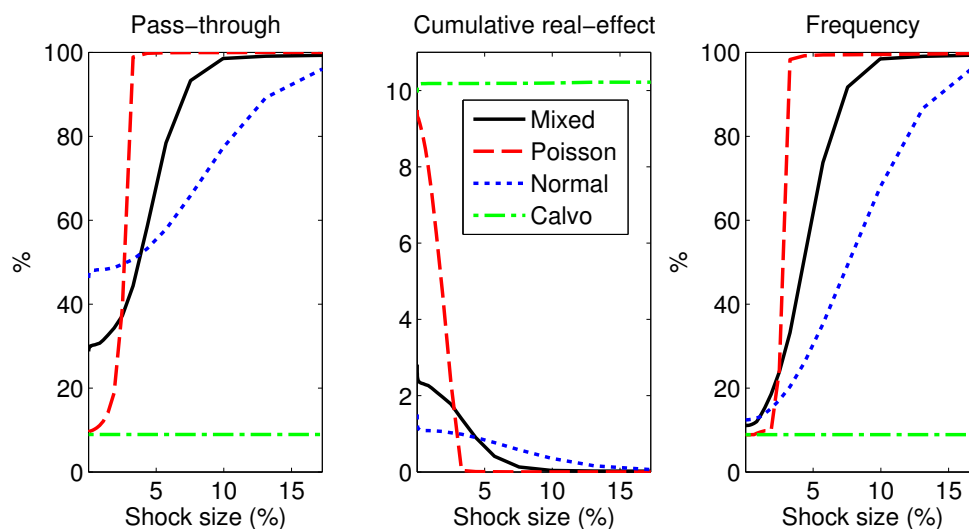 Pass−through
%
100
80
60
40
20
0
5
10
15
Shock size (%)
Cumulative real−effect
10
8
6
4
2
0
5
10
15
Shock size (%)
Mixed
Poisson
Normal
Calvo
Frequency
%
100
80
60
40
20
0
5
10
15
Shock size (%)